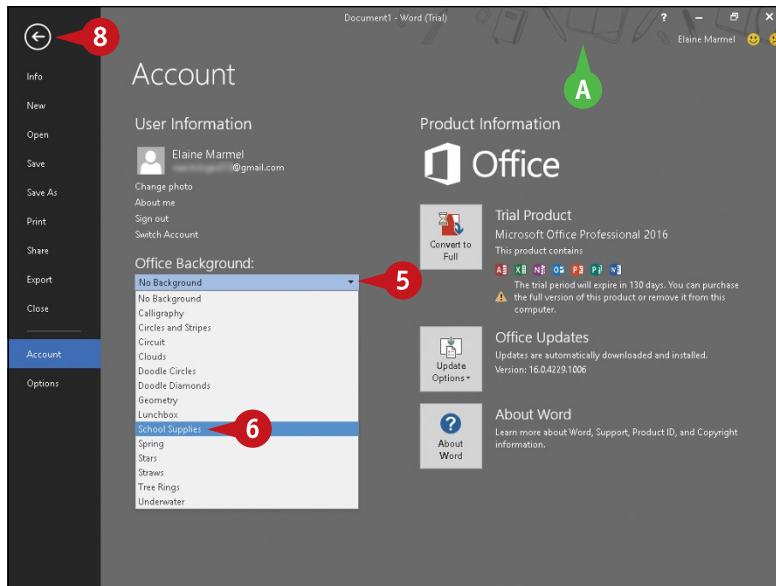 Document1 - Word (Trial)
?
Elaine Marmel
8
A
Info
New
Open
Save
Save As
Print
Share
Export
Close
Account
Options
Account
User Information
Elaine Marmel
@gmail.com
Change photo
About me
Sign out
Switch Account
Office Background:
No Background
5
No Background
Calligraphy
Circles and Stripes
Circuit
Clouds
Doodle Circles
Doodle Diamonds
Geometry
Lunchbox
School Supplies
6
Spring
Stars
Straws
Tree Rings
Underwater
Product Information
Office
Convert to
Full
Trial Product
Microsoft Office Professional 2016
This product contains
The trial period will expire in 130 days. You can purchase
the full version of this product or remove it from this
computer.
Update
Options
Office Updates
Updates are automatically downloaded and installed.
Version: 16.0.4229.1006
?
About
Word
About Word
Learn more about Word, Support, Product ID, and Copyright
information.